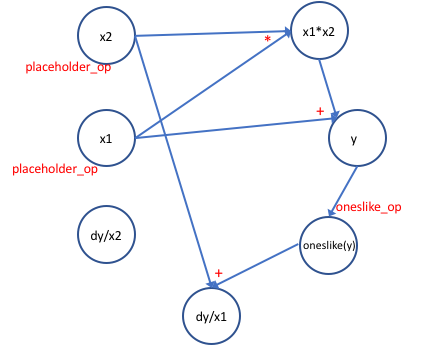 x2
x1*x2
placeholder_op
*
+
x1
y
placeholder_op
oneslike_op
dy/x2
oneslike(y)
+
dy/x1